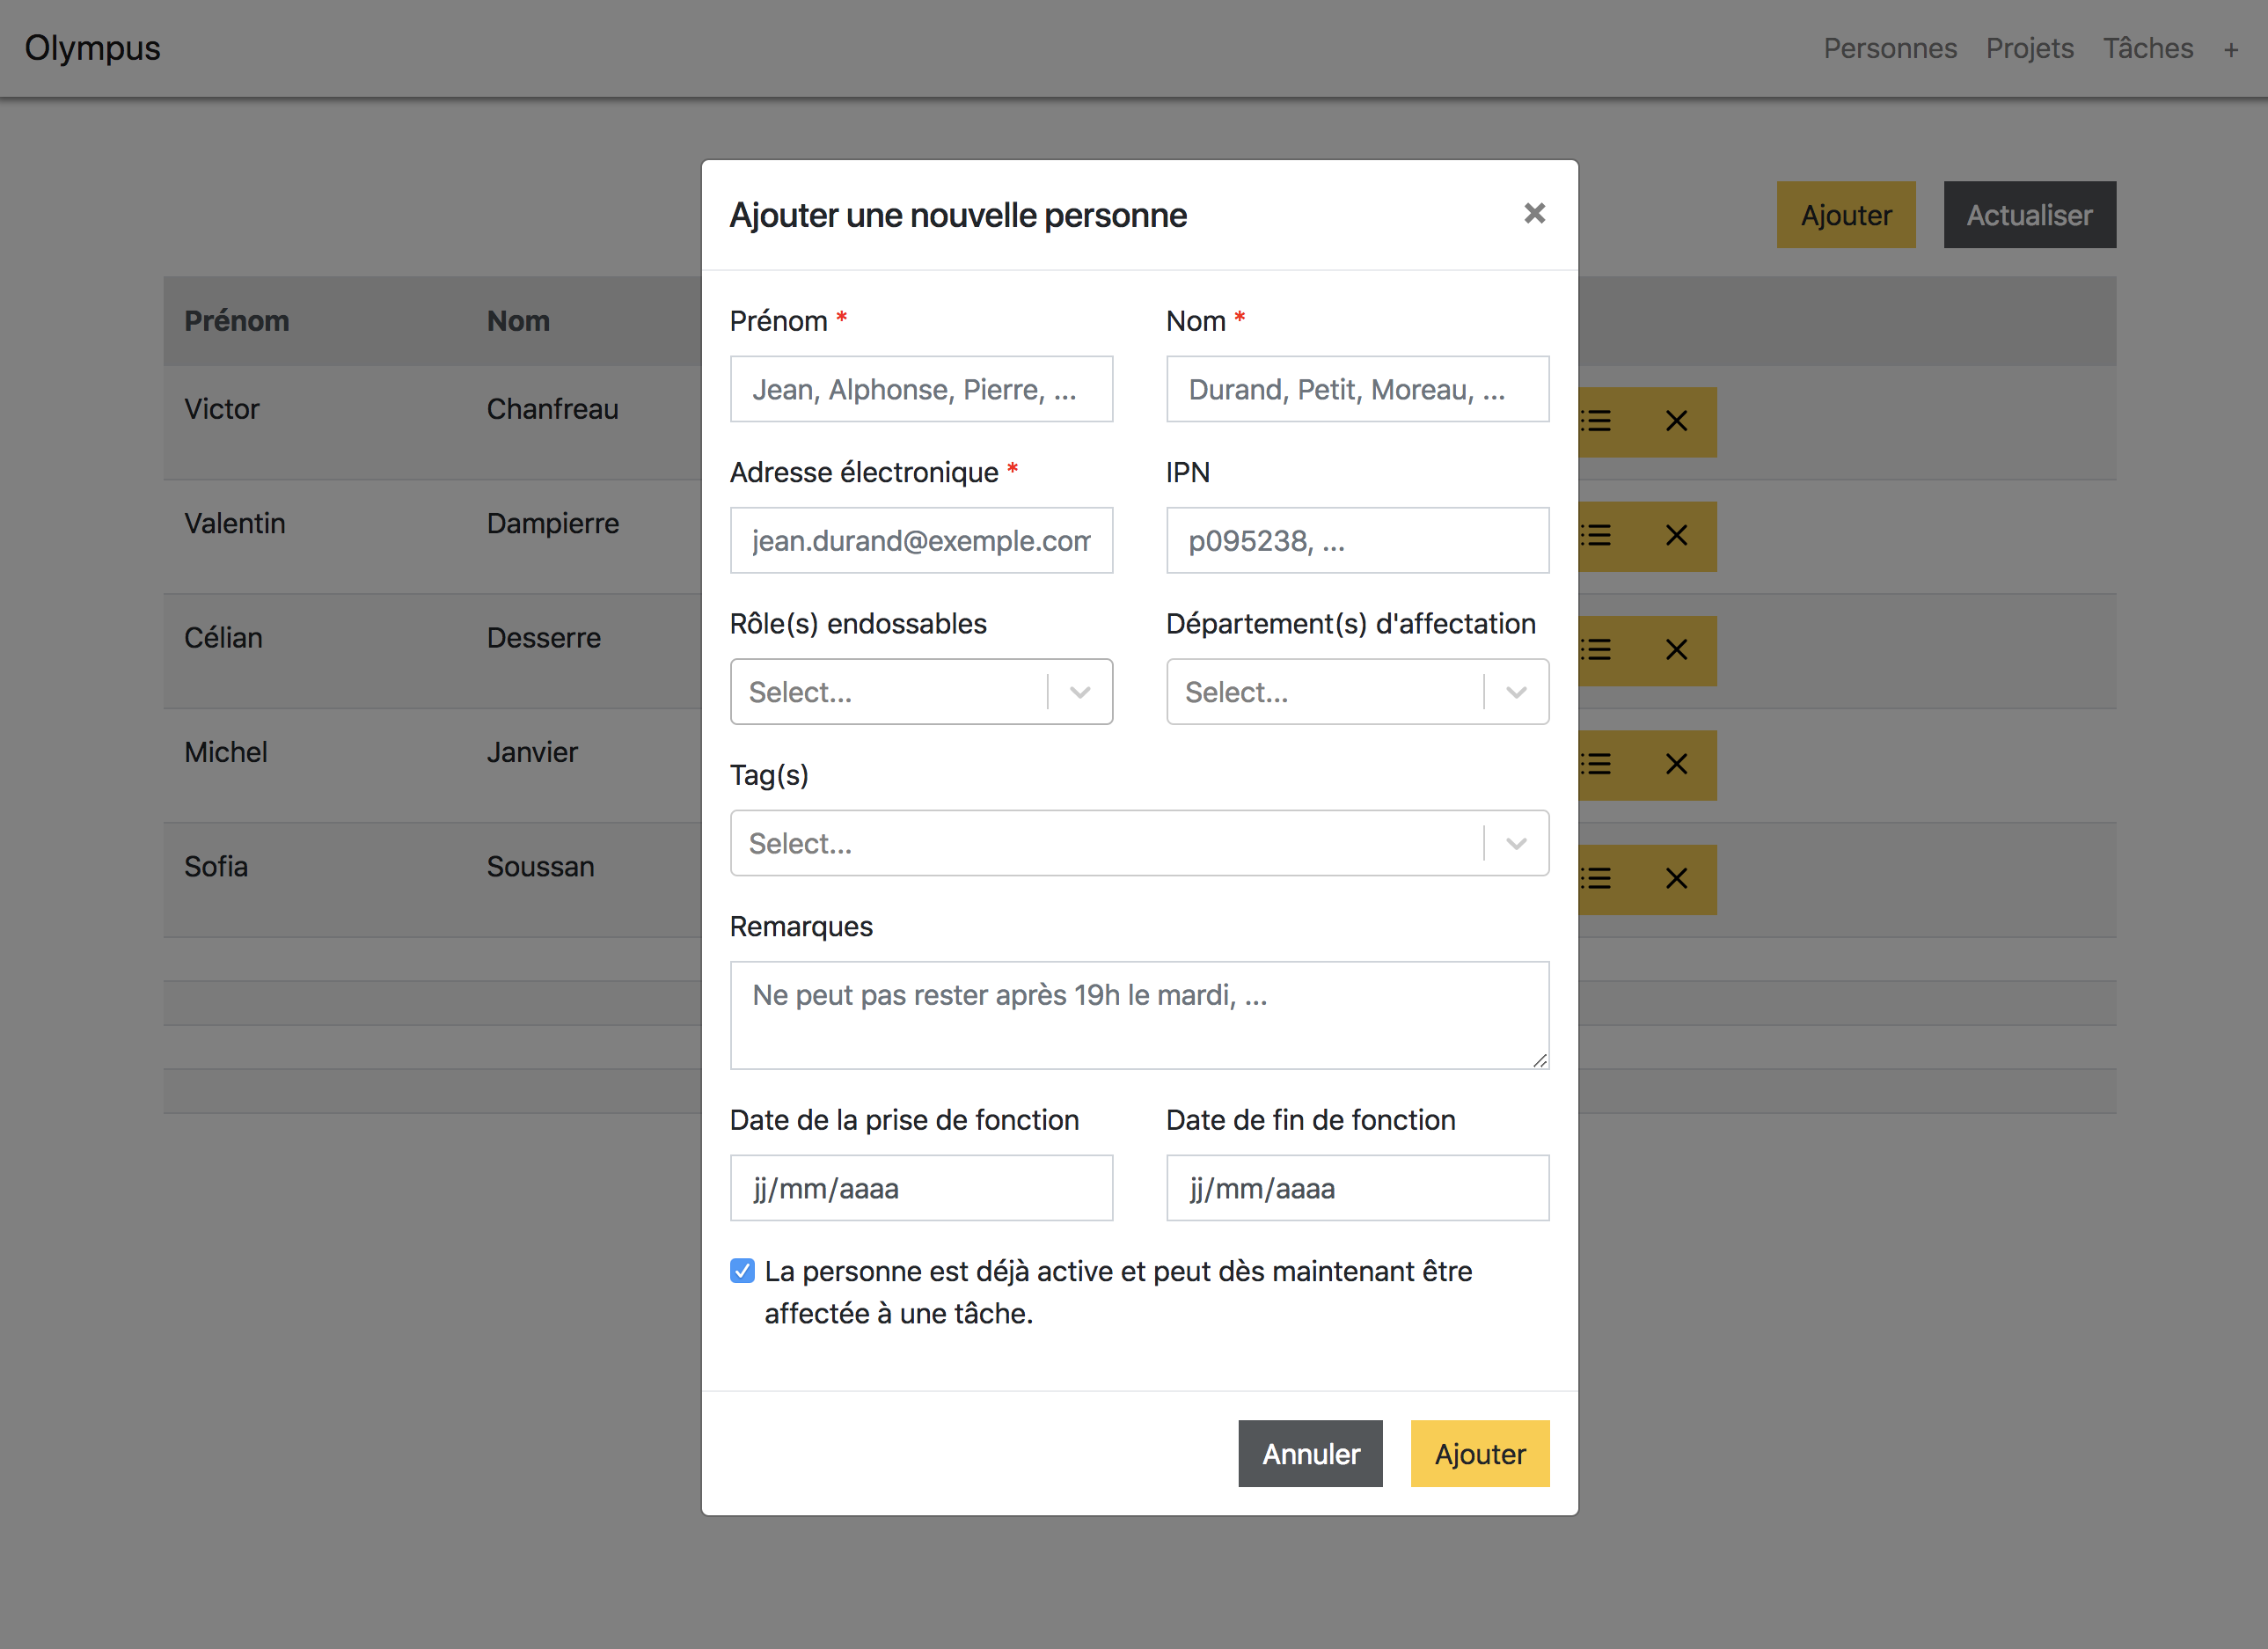 Olympus
Personnes Projets Tâches +
Ajouter Actualiser
Prénom Nom
Victor Chanfreau
Valentin Dampierre
Célian Desserre
Michel Janvier
Sofia Soussan
Ajouter une nouvelle personne
Prénom * Nom *
Jean, Alphonse, Pierre, ... Durand, Petit, Moreau, ...
Adresse électronique * IPN
jean.durand@exemple.com p095238, ...
Rôle(s) endossables Département(s) d'affectation
Select... Select...
Tag(s)
Select...
Remarques
Ne peut pas rester après 19h le mardi, ...
Date de la prise de fonction Date de fin de fonction
jj/mm/aaaa jj/mm/aaaa
La personne est déjà active et peut dès maintenant être
affectée à une tâche.
Annuler Ajouter